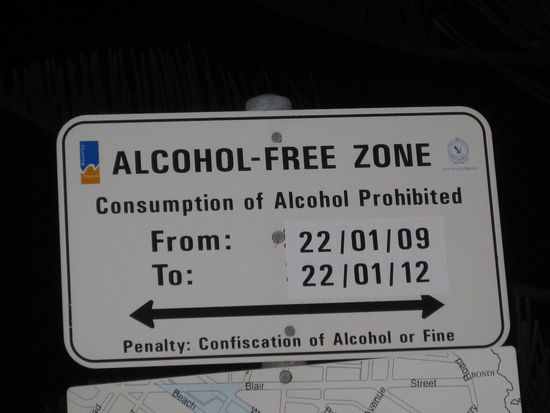 ALCOHOL-FREE ZONE
Consumption of Alcohol Prohibited
From: 22/01/09
To: 22/01/12
Penalty: Confiscation of Alcohol or Fine
Blair Street
Beach
Avenue
Road
BONDI